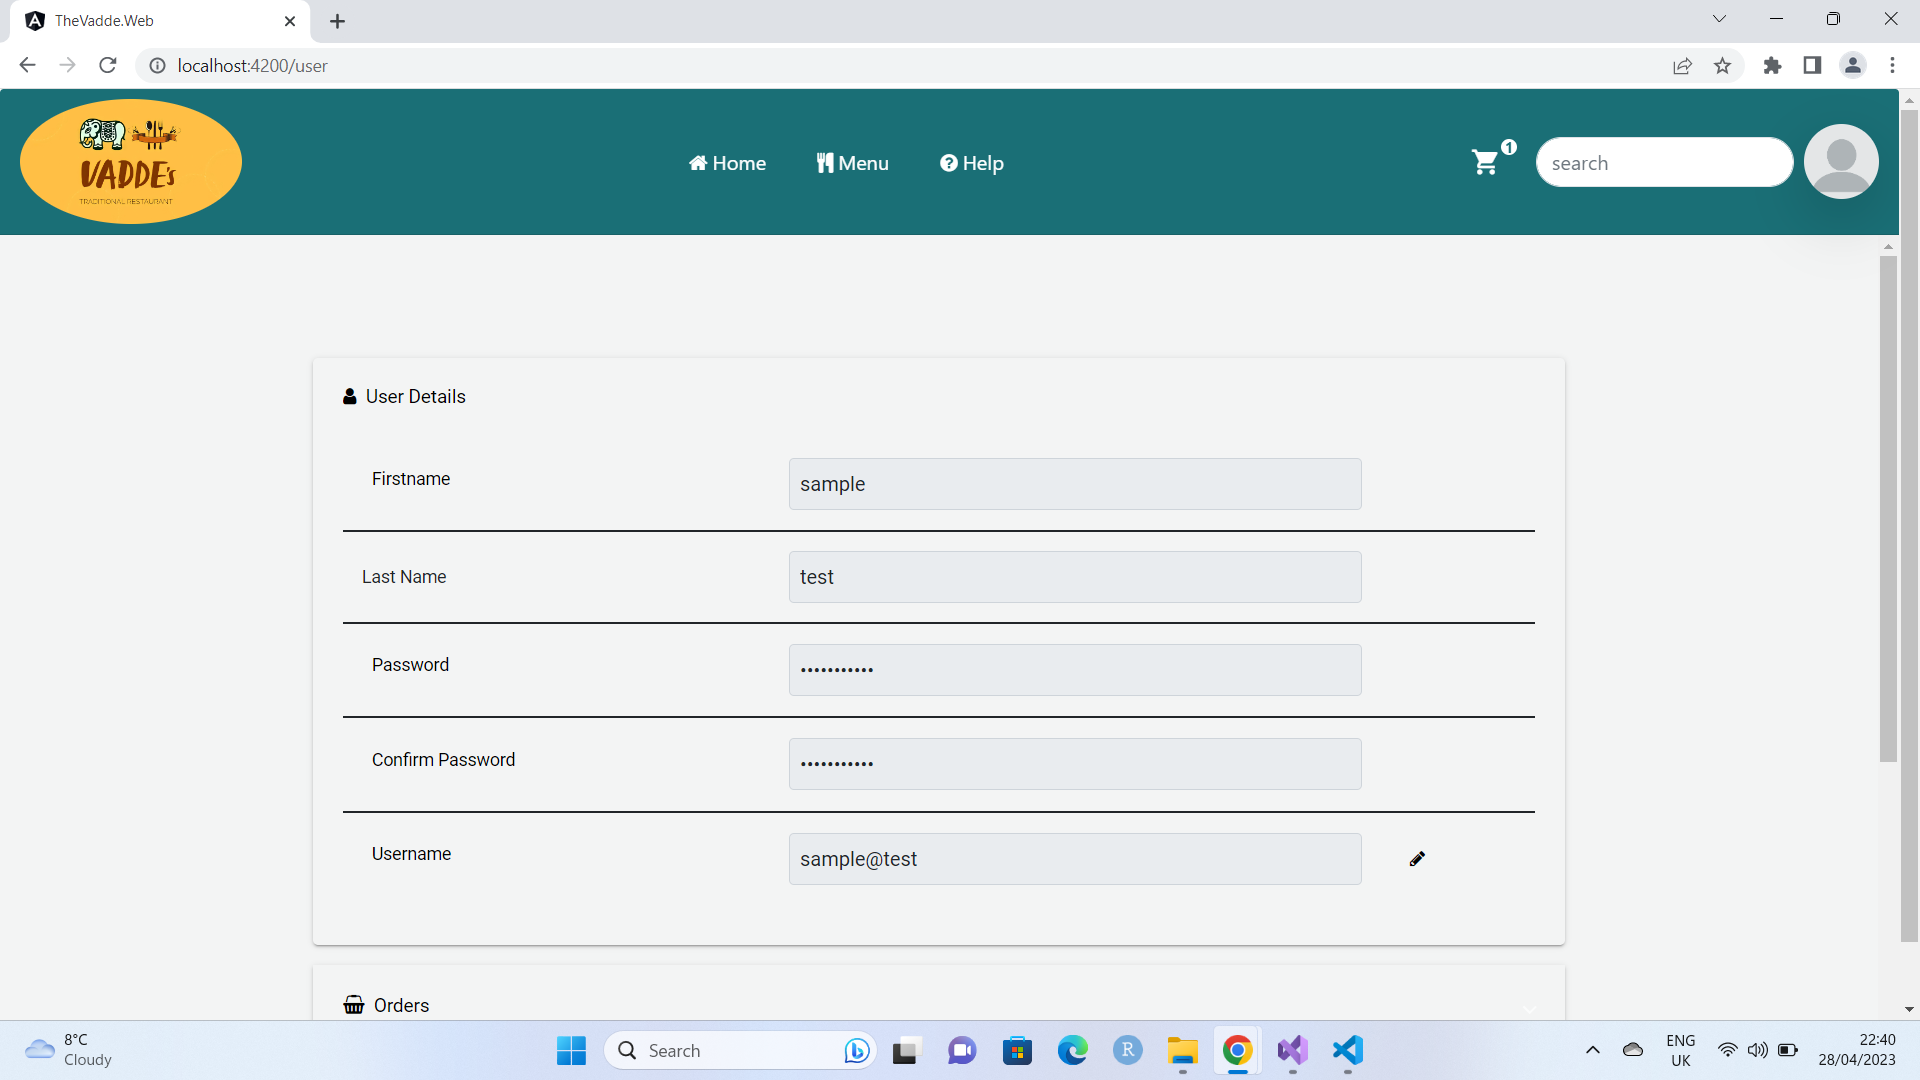 TheVadde.Web
localhost:4200/user
VADDE's
TRADITIONAL RESTAURANT
Home
Menu
Help
1
search
User Details
Firstname
sample
Last Name
test
Password
•••••••••••
Confirm Password
•••••••••••
Username
sample@test
Orders
8°C
Cloudy
Search
R
ENG
UK
22:40
28/04/2023